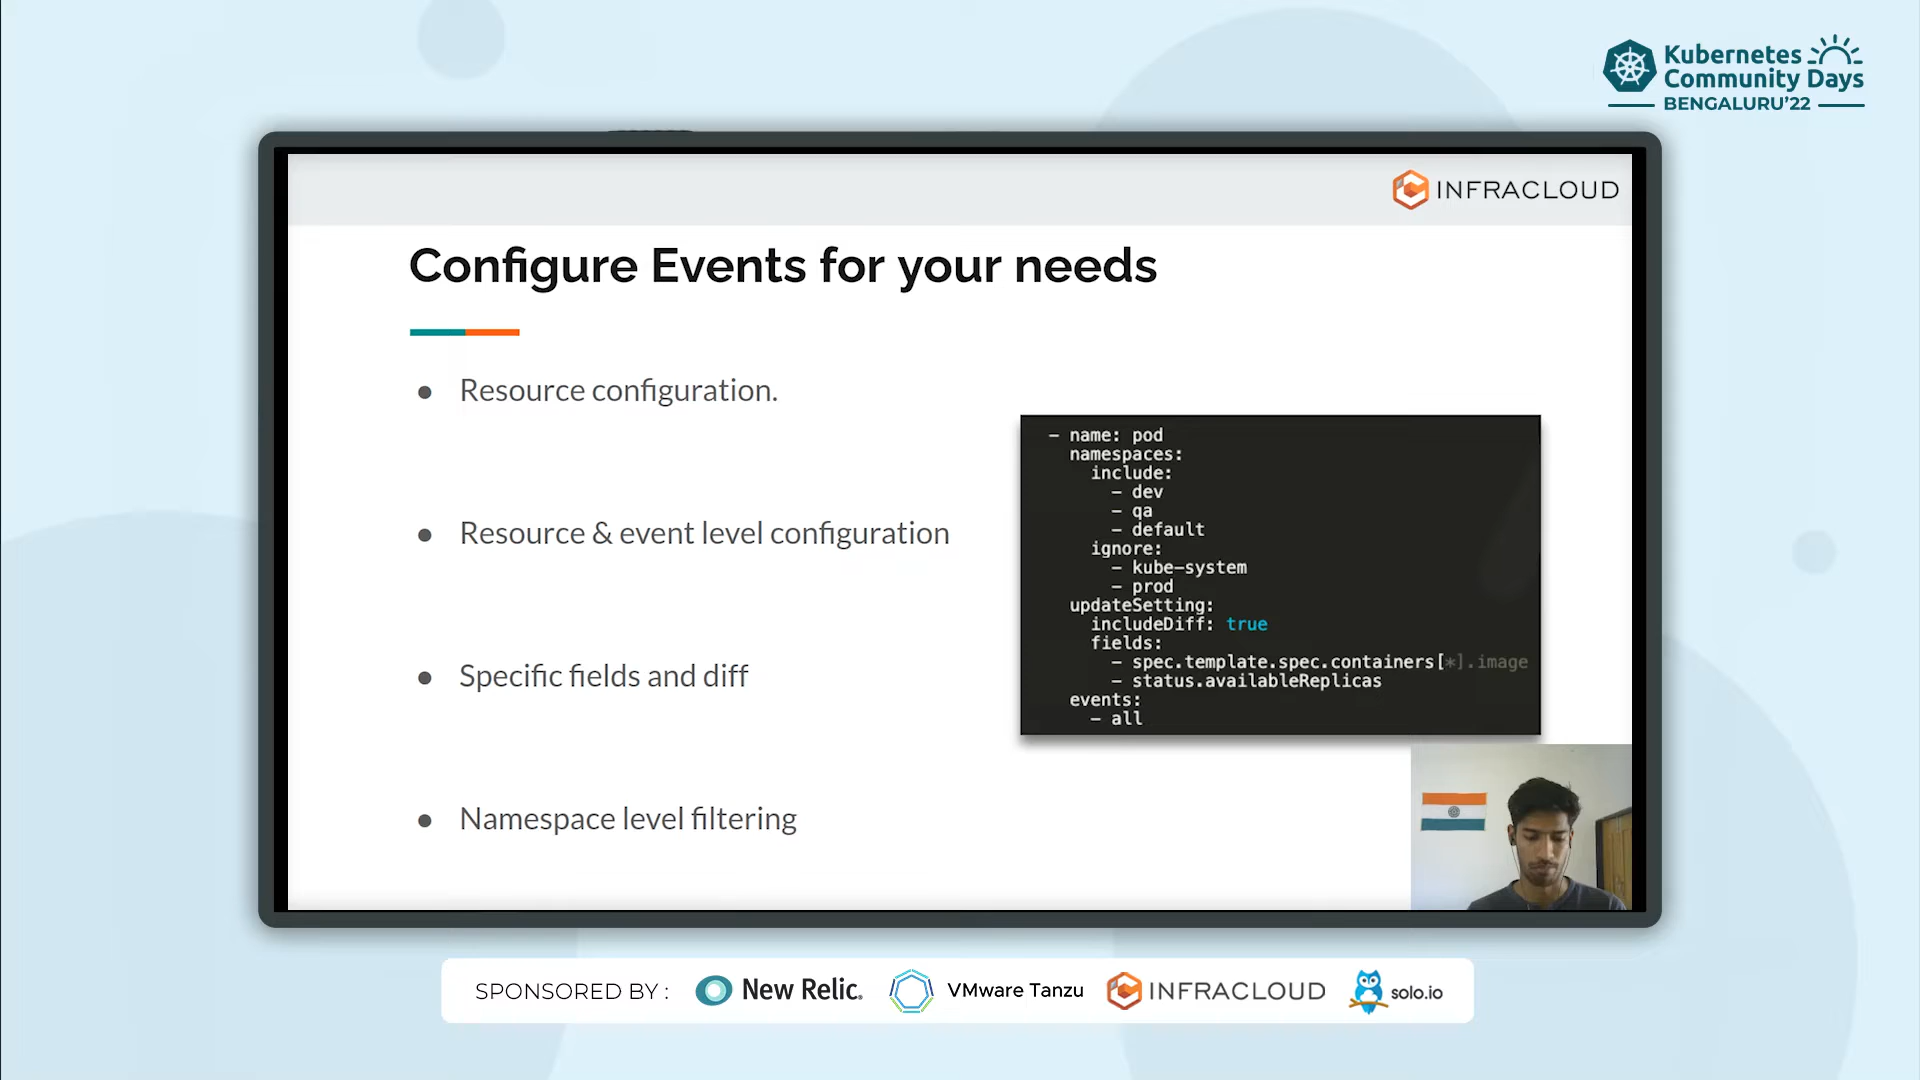 Kubernetes
Community Days
BENGALURU'22
INFRACLOUD
Configure Events for your needs
● Resource configuration.
● Resource & event level configuration
● Specific fields and diff
● Namespace level filtering
- name: pod
namespaces:
include:
- dev
- qa
- default
ignore:
- kube-system
- prod
updateSetting:
includeDiff: true
fields:
- spec.template.spec.containers[*].image
- status.availableReplicas
events:
- all
SPONSORED BY : New Relic. VMware Tanzu INFRACLOUD solo.io